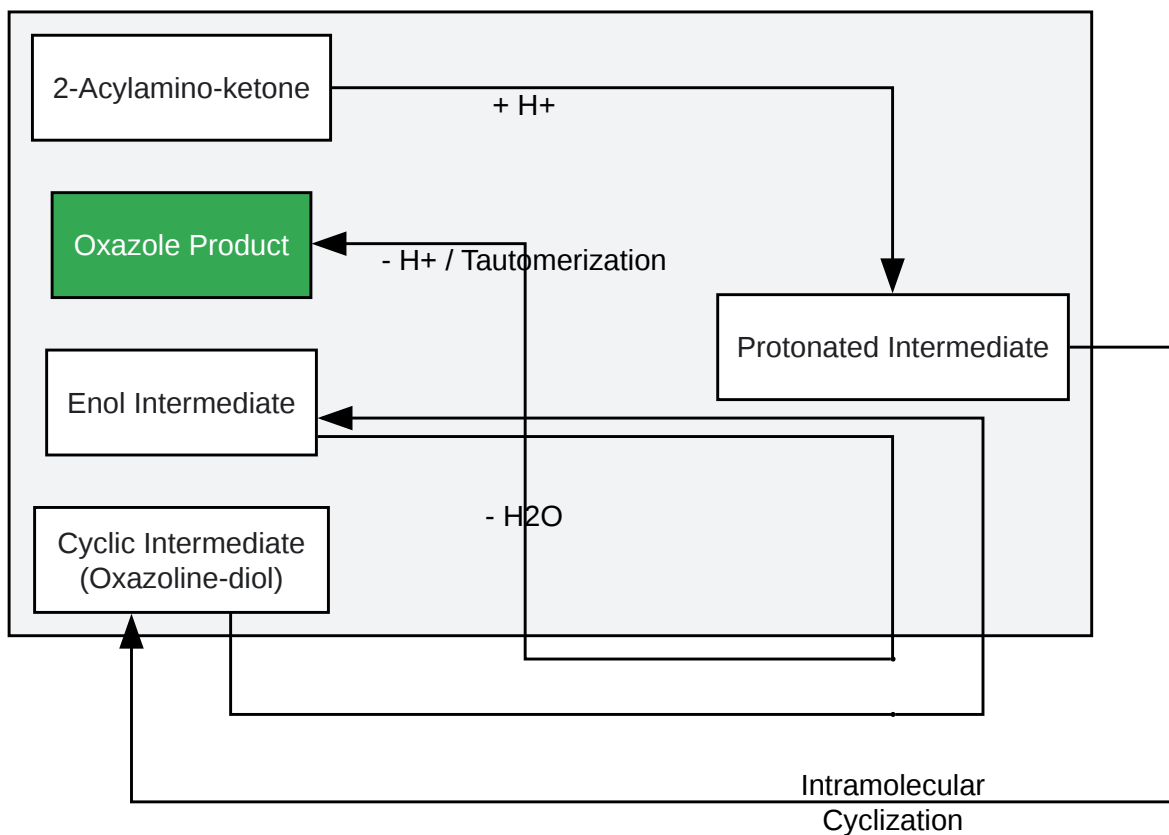 2-Acylamino-ketone
+ H+
Oxazole Product
- H+ / Tautomerization
Protonated Intermediate
Enol Intermediate
- H2O
Cyclic Intermediate
(Oxazoline-diol)
Intramolecular
Cyclization